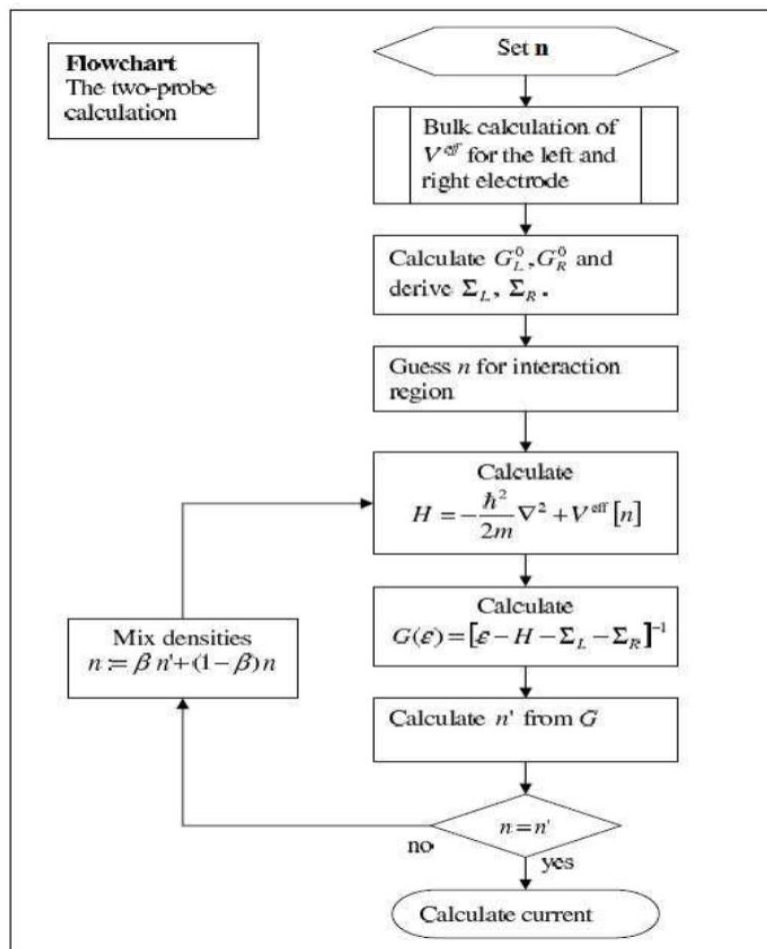 Flowchart
The two-probe
calculation
Set n
Bulk calculation of
V^eff for the left and
right electrode
Calculate G_L^0, G_R^0 and
derive Σ_L, Σ_R.
Guess n for interaction
region
Calculate
H = -ℏ²/2m ∇² + V^eff [n]
Calculate
G(ε) = [ε - H - Σ_L - Σ_R]⁻¹
Mix densities
n := β n' + (1 - β) n
Calculate n' from G
n = n'
no
yes
Calculate current